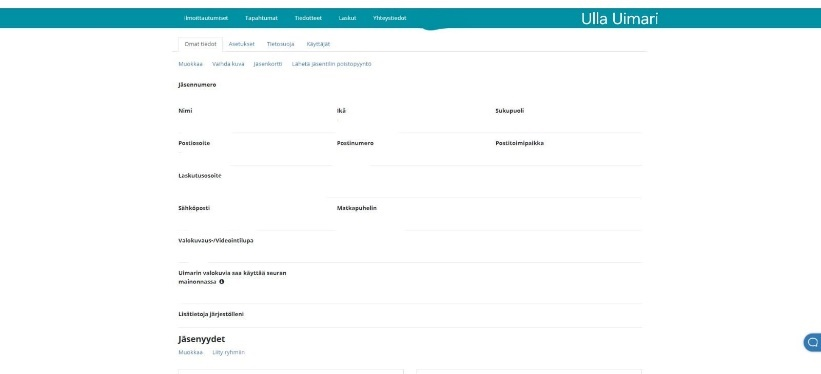 Ilmoittautumiset Tapahtumat Tiedotteet Laskut Yhteystiedot Ulla Uimari
Omat tiedot Asetukset Tietosuoja Käyttäjät
Muokkaa Vaihda kuva Jäsenkortti Lähetä jäsentilin poistopyyntö
Jäsennumero
Nimi Ikä Sukupuoli
Postiosoite Postinumero Postitoimipaikka
Laskutusosoite
Sähköposti Matkapuhelin
Valokuvaus-/Videointilupa
Uimarin valokuvia saa käyttää seuran
mainonnassa
Lisätietoja järjestölleni
Jäsenyydet
Muokkaa Liity ryhmiin